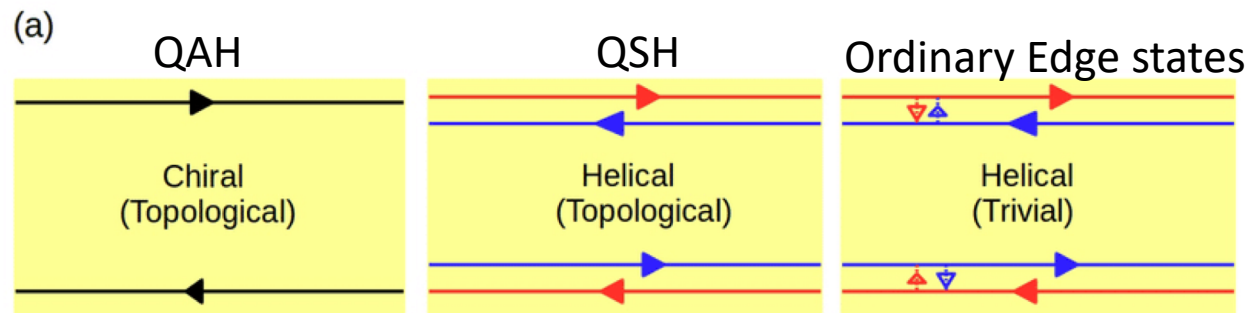 (a)
QAH
QSH
Ordinary Edge states
Chiral
(Topological)
Helical
(Topological)
Helical
(Trivial)